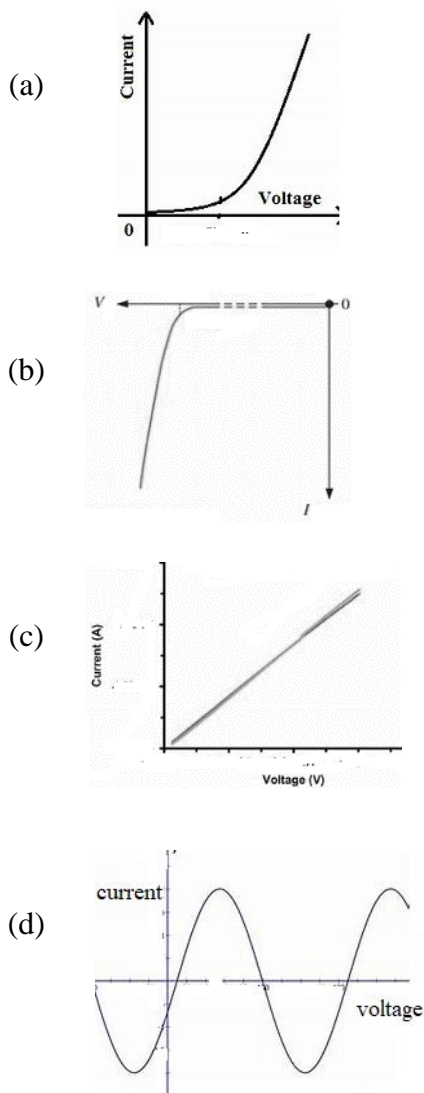 (a)
Current
Voltage
0
(b)
V
0
I
(c)
Current (A)
Voltage (V)
(d)
current
voltage